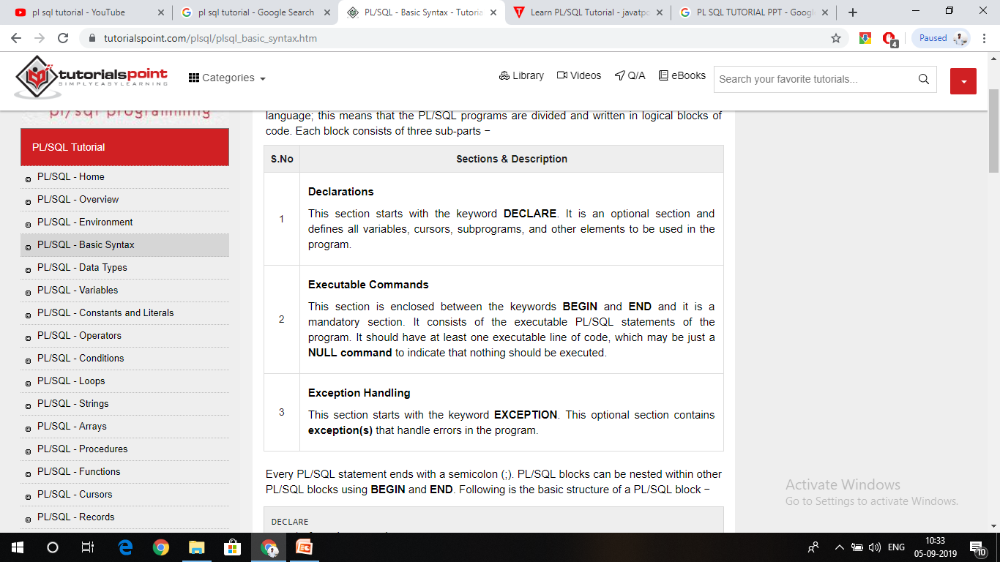 pl sql tutorial - YouTube
pl sql tutorial - Google Search
PL/SQL - Basic Syntax - Tutoria
Learn PL/SQL Tutorial - javatpo
PL SQL TUTORIAL PPT - Googl
tutorialspoint.com/plsql/plsql_basic_syntax.htm
4
Paused
tutorialspoint
SIMPLYEASYLEARNING
Categories
Library
Videos
Q/A
eBooks
Search your favorite tutorials...
pl/sql programming
PL/SQL Tutorial
PL/SQL - Home
PL/SQL - Overview
PL/SQL - Environment
PL/SQL - Basic Syntax
PL/SQL - Data Types
PL/SQL - Variables
PL/SQL - Constants and Literals
PL/SQL - Operators
PL/SQL - Conditions
PL/SQL - Loops
PL/SQL - Strings
PL/SQL - Arrays
PL/SQL - Procedures
PL/SQL - Functions
PL/SQL - Cursors
PL/SQL - Records
language; this means that the PL/SQL programs are divided and written in logical blocks of
code. Each block consists of three sub-parts −
S.No
Sections & Description
1
Declarations
This section starts with the keyword DECLARE. It is an optional section and
defines all variables, cursors, subprograms, and other elements to be used in the
program.
2
Executable Commands
This section is enclosed between the keywords BEGIN and END and it is a
mandatory section. It consists of the executable PL/SQL statements of the
program. It should have at least one executable line of code, which may be just a
NULL command to indicate that nothing should be executed.
3
Exception Handling
This section starts with the keyword EXCEPTION. This optional section contains
exception(s) that handle errors in the program.
Every PL/SQL statement ends with a semicolon (;). PL/SQL blocks can be nested within other
PL/SQL blocks using BEGIN and END. Following is the basic structure of a PL/SQL block −
DECLARE
Activate Windows
Go to Settings to activate Windows.
ENG
10:33
05-09-2019
10